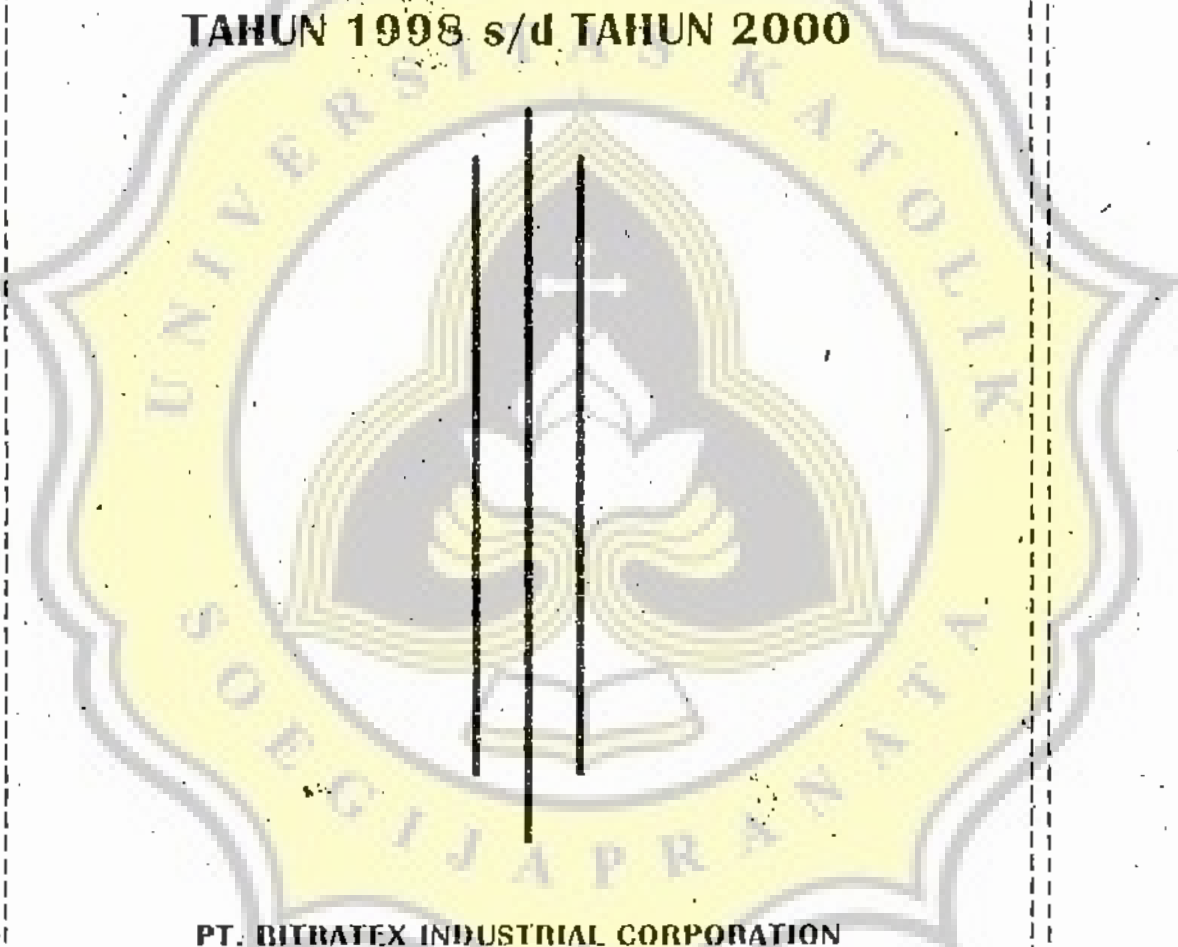 TAHUN 1998 s/d TAHUN 2000
UNIVERSITAS KATOLIK
SOEGIJAPRANATA
PT. BITRATEX INDUSTRIAL CORPORATION